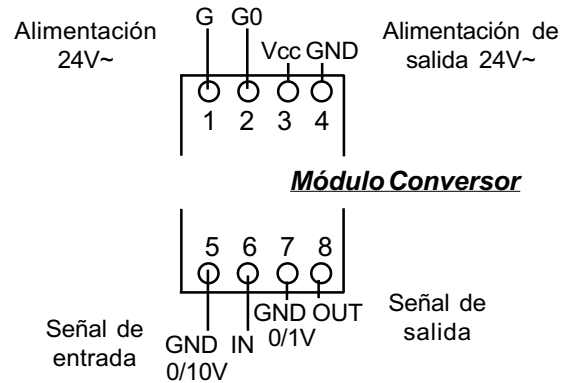 Alimentación
24V~
G G0
Vcc GND
Alimentación de
salida 24V~
1 2 3 4
Módulo Conversor
5 6 7 8
Señal de
entrada
GND IN
0/10V
GND OUT
0/1V
Señal de
salida